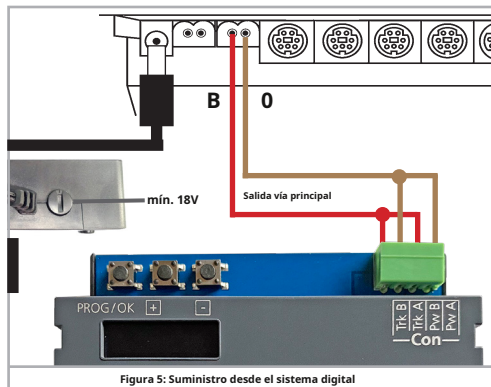 B 0
mín. 18V
Salida vía principal
PROG/OK + -
Trk B
Trk A
Pw B
Pw A
Con
Figura 5: Suministro desde el sistema digital